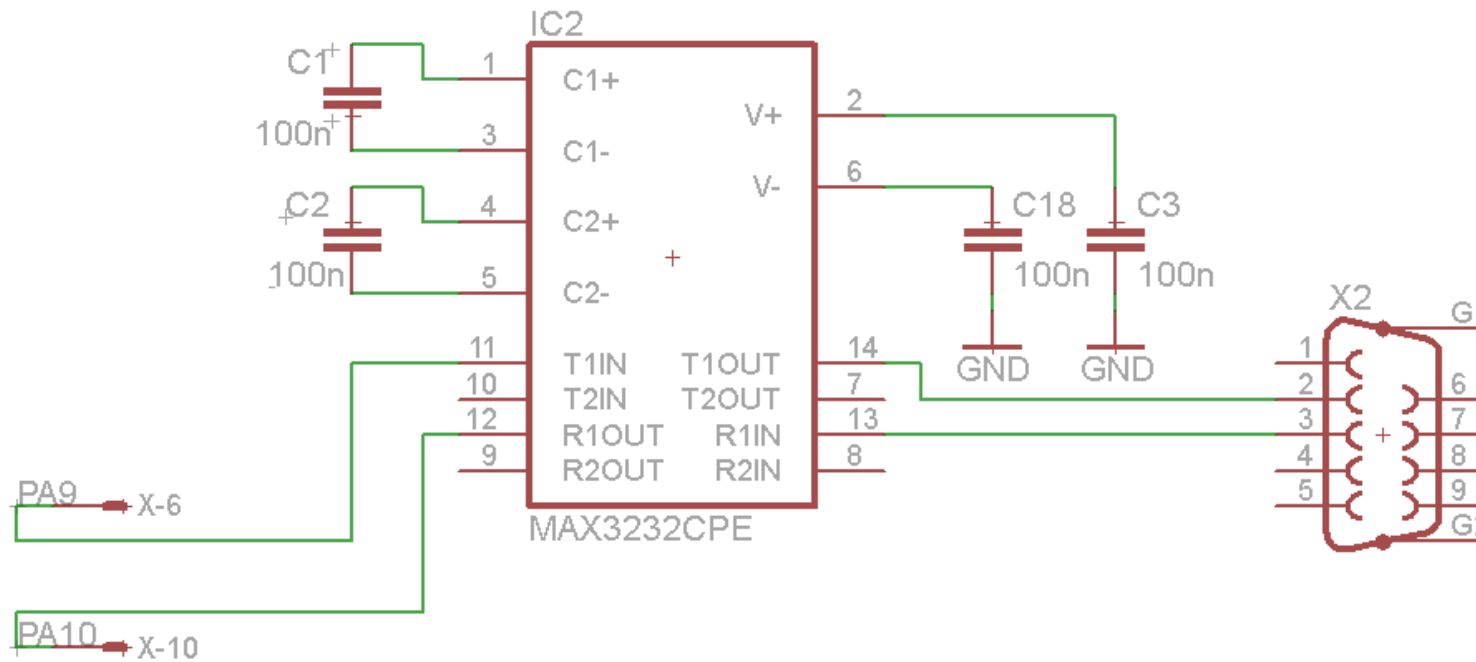 IC2
C1
100n
C2
100n
1
3
4
5
11
10
12
9
C1+
C1-
C2+
C2-
T1IN
T2IN
R1OUT
R2OUT
V+
V-
T1OUT
T2OUT
R1IN
R2IN
2
6
14
7
13
8
MAX3232CPE
C18
100n
GND
C3
100n
GND
X2
G
1
2
3
4
5
6
7
8
9
PA9
X-6
PA10
X-10